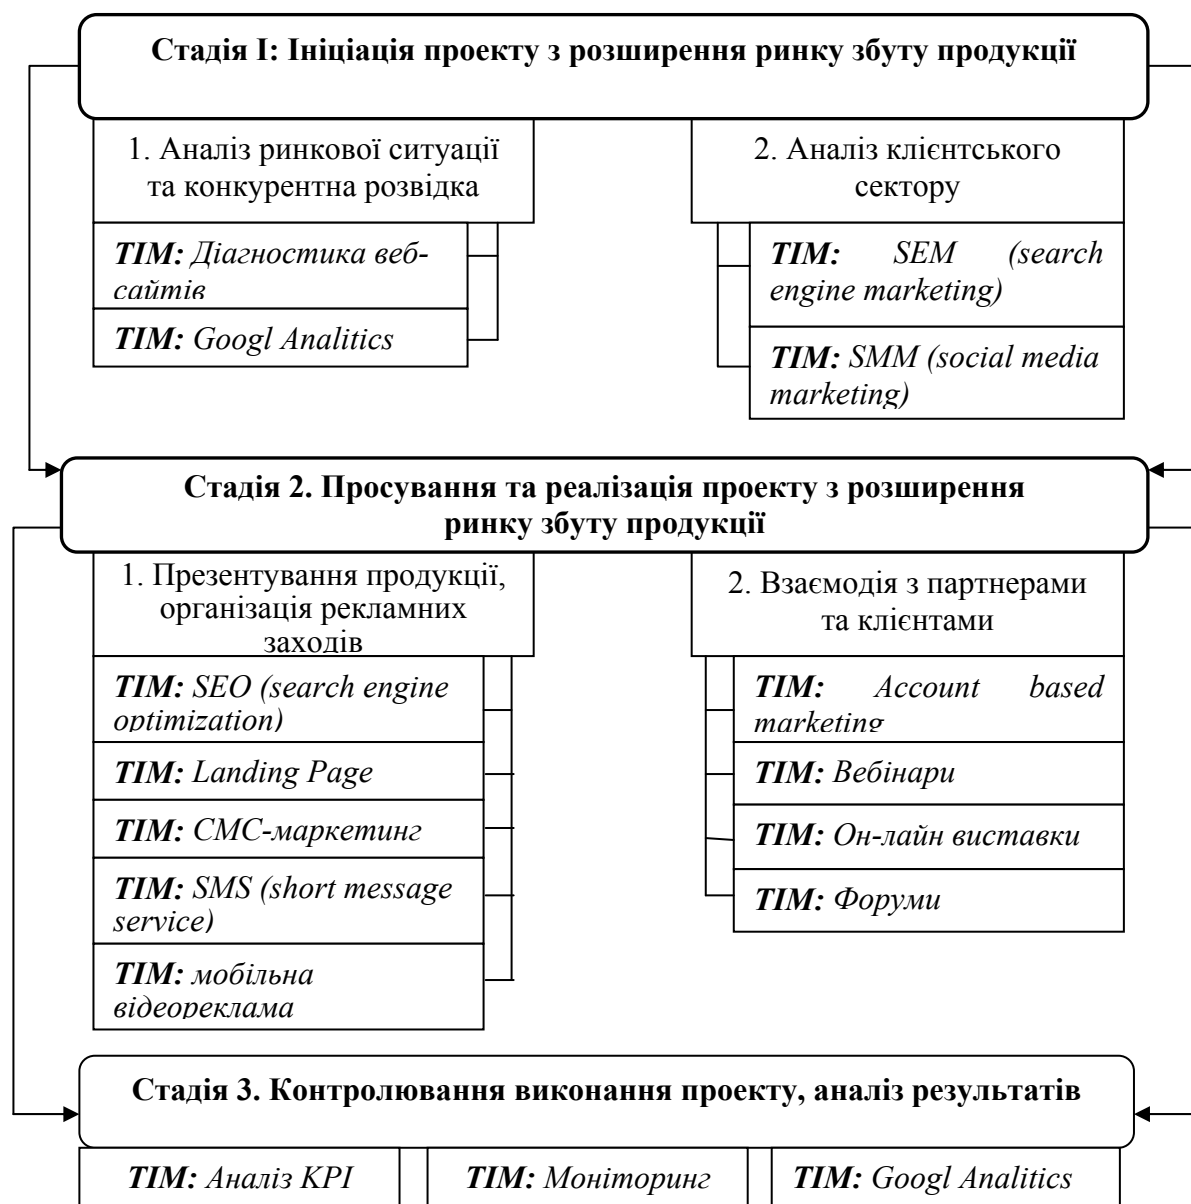 Стадія І: Ініціація проекту з розширення ринку збуту продукції
1. Аналіз ринкової ситуації
та конкурентна розвідка
ТІМ: Діагностика веб-
сайтів
ТІМ: Googl Analitics
2. Аналіз клієнтського
сектору
ТІМ: SEM (search
engine marketing)
ТІМ: SMM (social media
marketing)
Стадія 2. Просування та реалізація проекту з розширення
ринку збуту продукції
1. Презентування продукції,
організація рекламних
заходів
ТІМ: SEO (search engine
optimization)
ТІМ: Landing Page
ТІМ: СМС-маркетинг
ТІМ: SMS (short message
service)
ТІМ: мобільна
відеореклама
2. Взаємодія з партнерами
та клієнтами
ТІМ: Account based
marketing
ТІМ: Вебінари
ТІМ: Он-лайн виставки
ТІМ: Форуми
Стадія 3. Контролювання виконання проекту, аналіз результатів
ТІМ: Аналіз KPI
ТІМ: Моніторинг
ТІМ: Googl Analitics